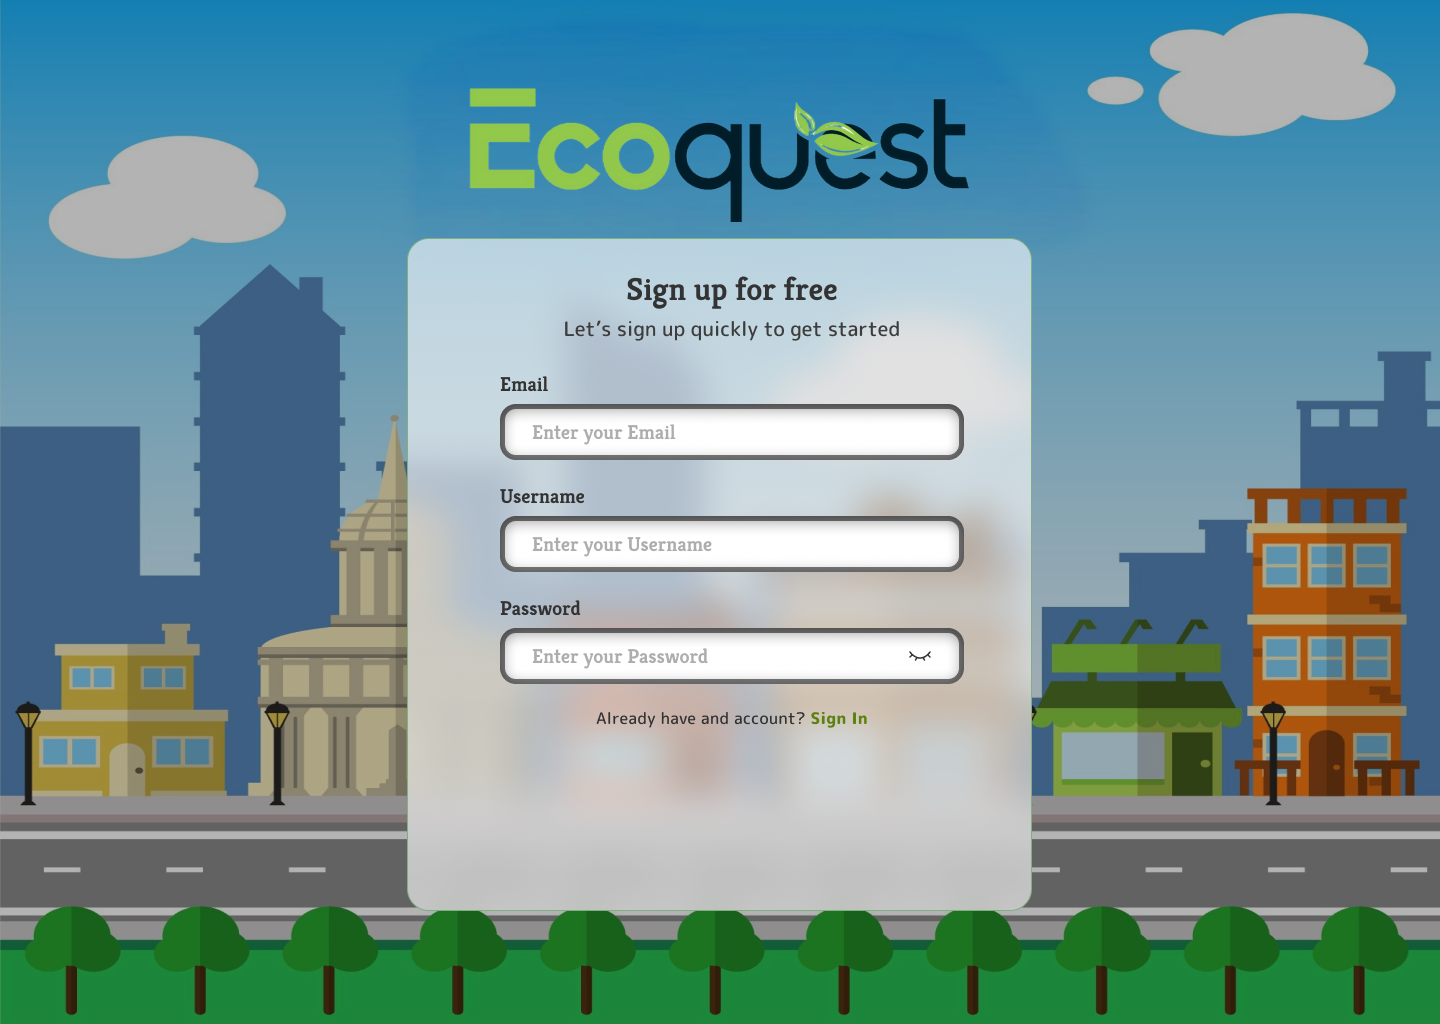 Ecoquest
Sign up for free
Let’s sign up quickly to get started
Email
Enter your Email
Username
Enter your Username
Password
Enter your Password
Already have and account? Sign In